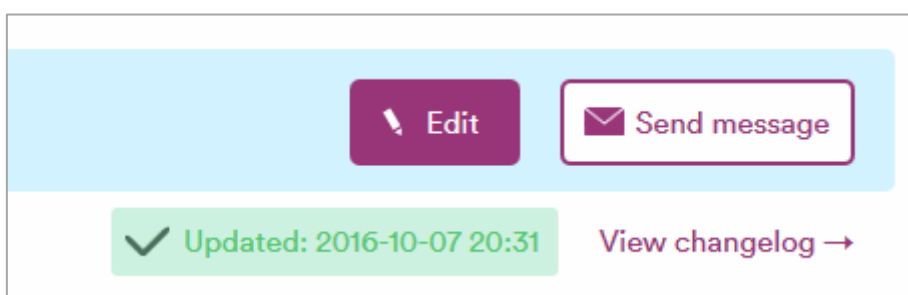 Edit
Send message
Updated: 2016-10-07 20:31
View changelog →